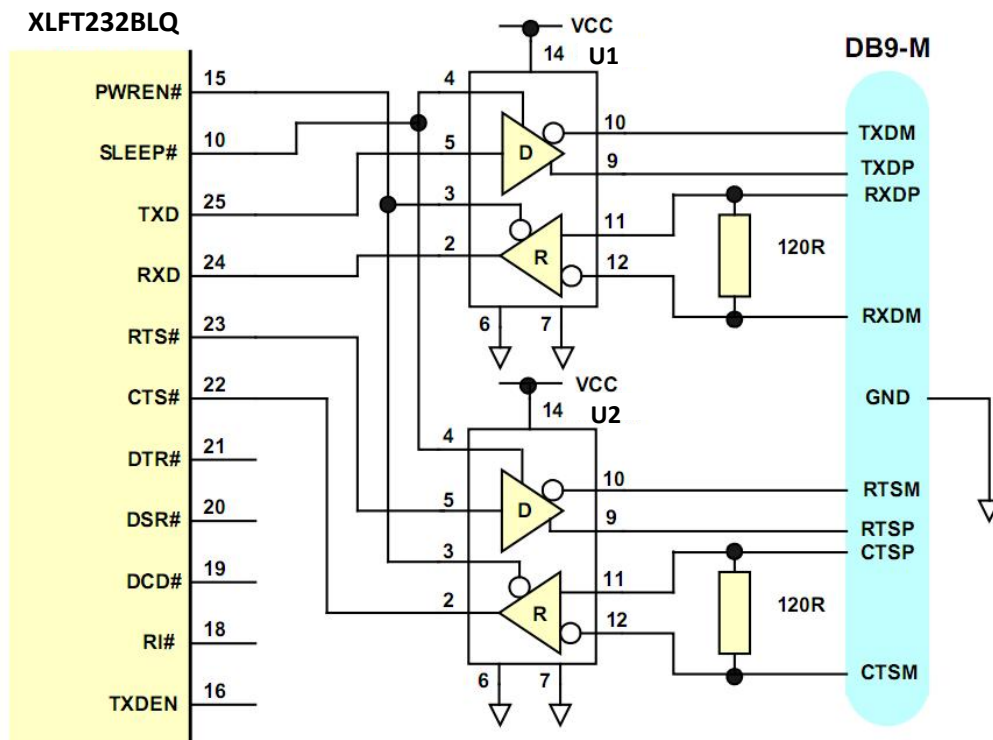 XLFT232BLQ
DB9-M
PWREN#
15
SLEEP#
10
TXD
25
RXD
24
RTS#
23
CTS#
22
DTR#
21
DSR#
20
DCD#
19
RI#
18
TXDEN
16
VCC
14
U1
4
5
3
2
D
R
10
9
11
12
6
7
120R
VCC
14
U2
4
5
3
2
D
R
10
9
11
12
6
7
120R
TXDM
TXDP
RXDP
RXDM
GND
RTSM
RTSP
CTSP
CTSM